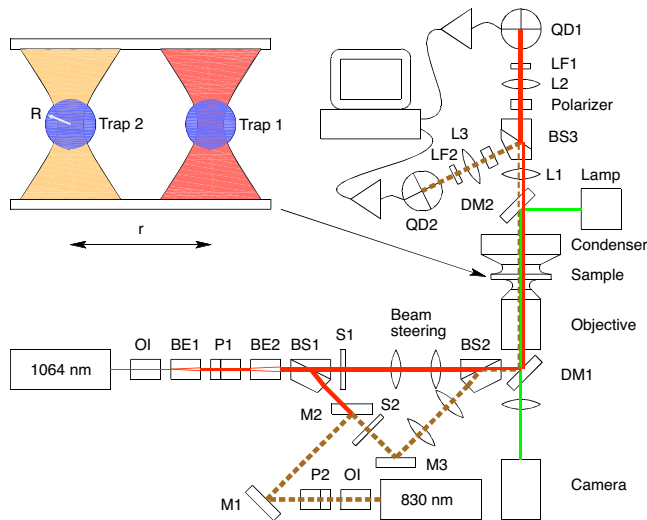 QD1
LF1
L2
Polarizer
BS3
R
Trap 2
Trap 1
L3
LF2
L1
DM2
Lamp
QD2
r
Condenser
Sample
Objective
Beam
steering
OI
BE1
P1
BE2
BS1
S1
BS2
1064 nm
DM1
M2
S2
M3
M1
P2
OI
830 nm
Camera